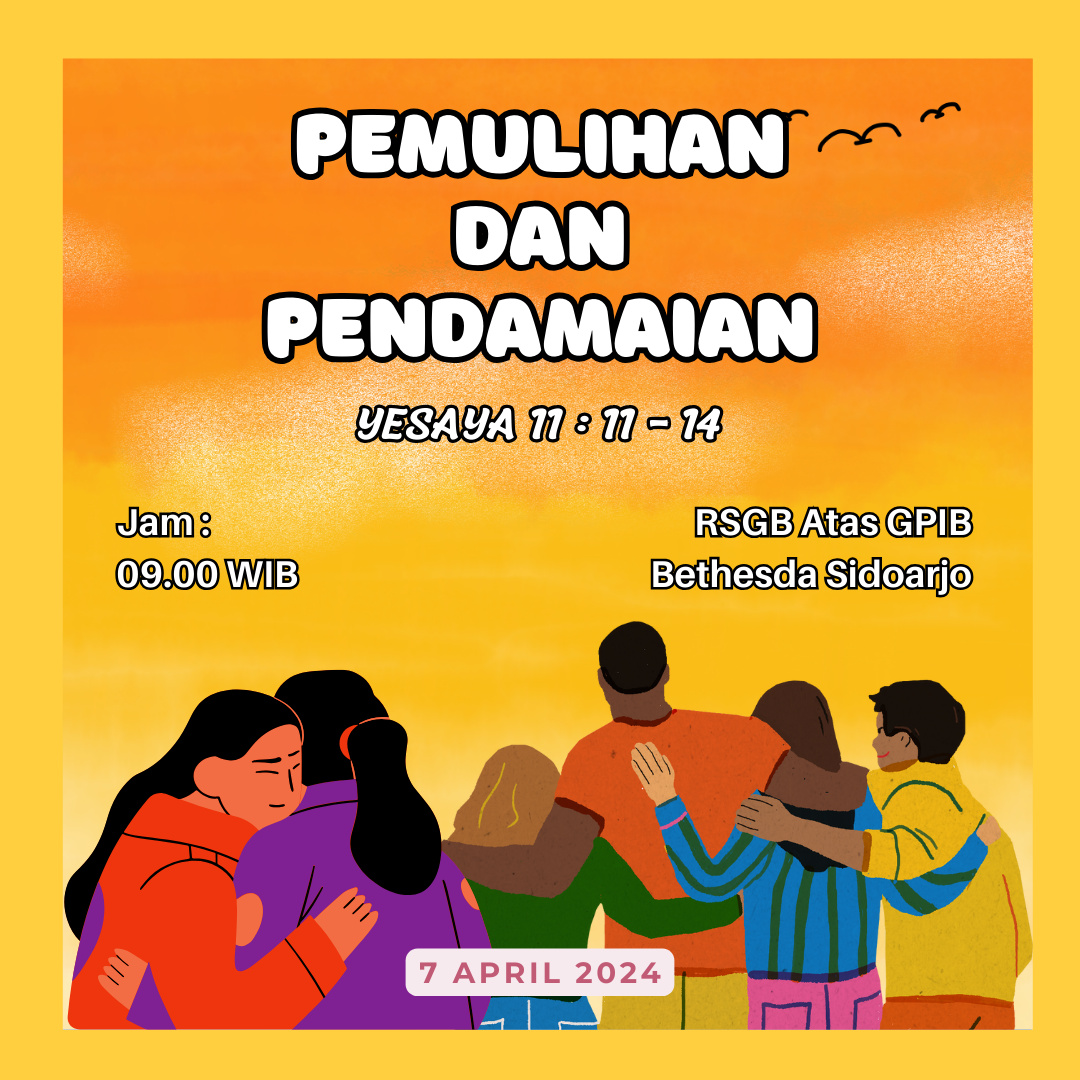 PEMULIHAN
DAN
PENDAMAIAN
YESAYA 11 : 11 - 14
Jam :
09.00 WIB
RSGB Atas GPIB
Bethesda Sidoarjo
7 APRIL 2024